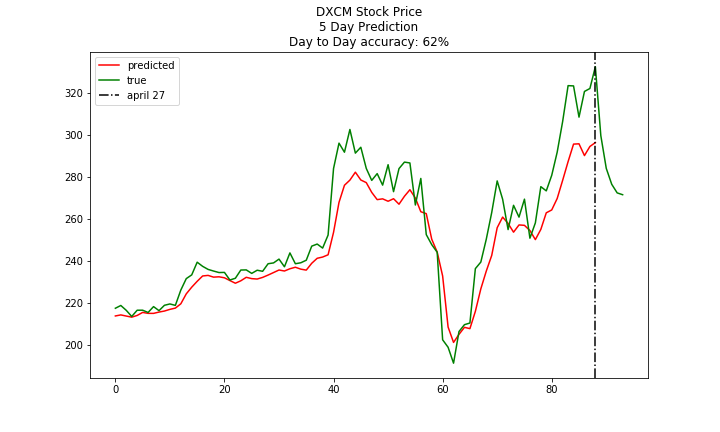 DXCM Stock Price
5 Day Prediction
Day to Day accuracy: 62%
predicted
true
april 27
320
300
280
260
240
220
200
0
20
40
60
80